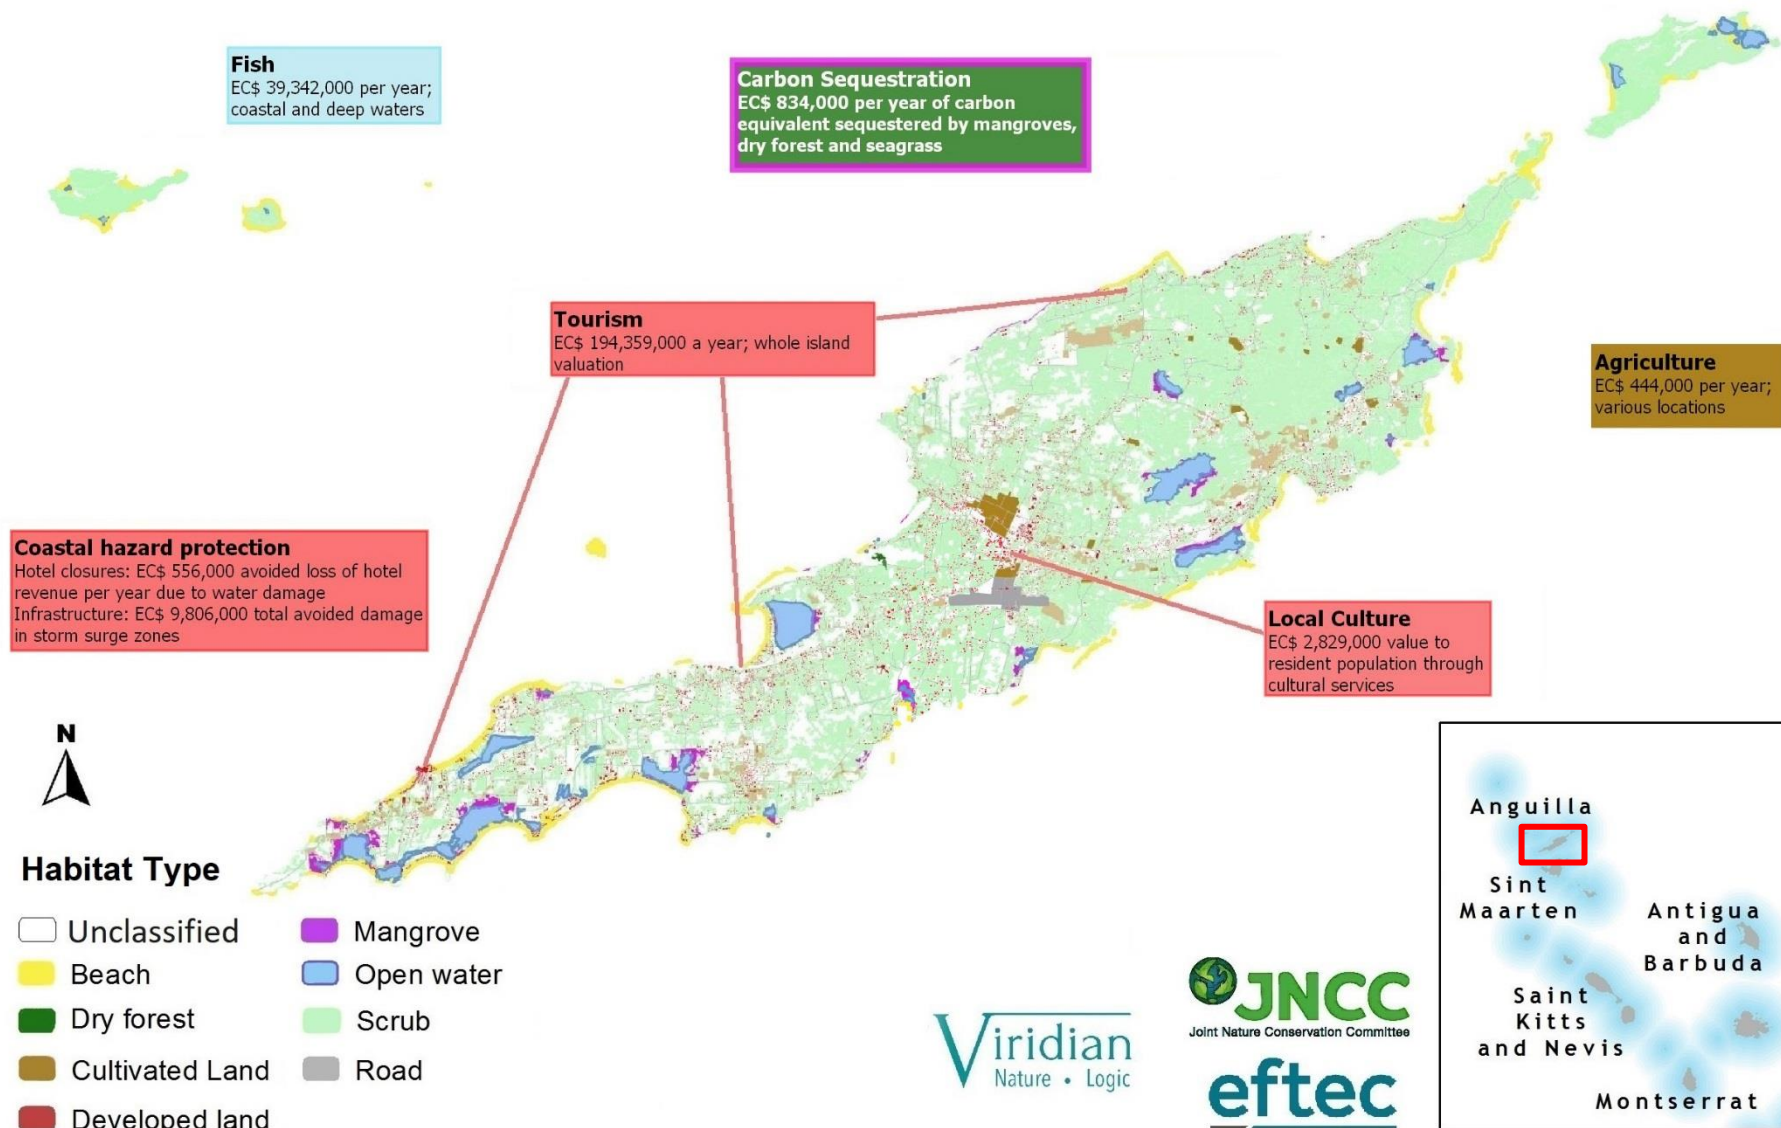 Fish
EC$ 39,342,000 per year;
coastal and deep waters
Carbon Sequestration
EC$ 834,000 per year of carbon
equivalent sequestered by mangroves,
dry forest and seagrass
Tourism
EC$ 194,359,000 a year; whole island
valuation
Agriculture
EC$ 444,000 per year;
various locations
Coastal hazard protection
Hotel closures: EC$ 556,000 avoided loss of hotel
revenue per year due to water damage
Infrastructure: EC$ 9,806,000 total avoided damage
in storm surge zones
Local Culture
EC$ 2,829,000 value to
resident population through
cultural services
N
Habitat Type
Unclassified
Beach
Dry forest
Cultivated Land
Developed land
Mangrove
Open water
Scrub
Road
Viridian
Nature • Logic
JNCC
Joint Nature Conservation Committee
eftec
Anguilla
Sint
Maarten
Antigua
and
Barbuda
Saint
Kitts
and Nevis
Montserrat